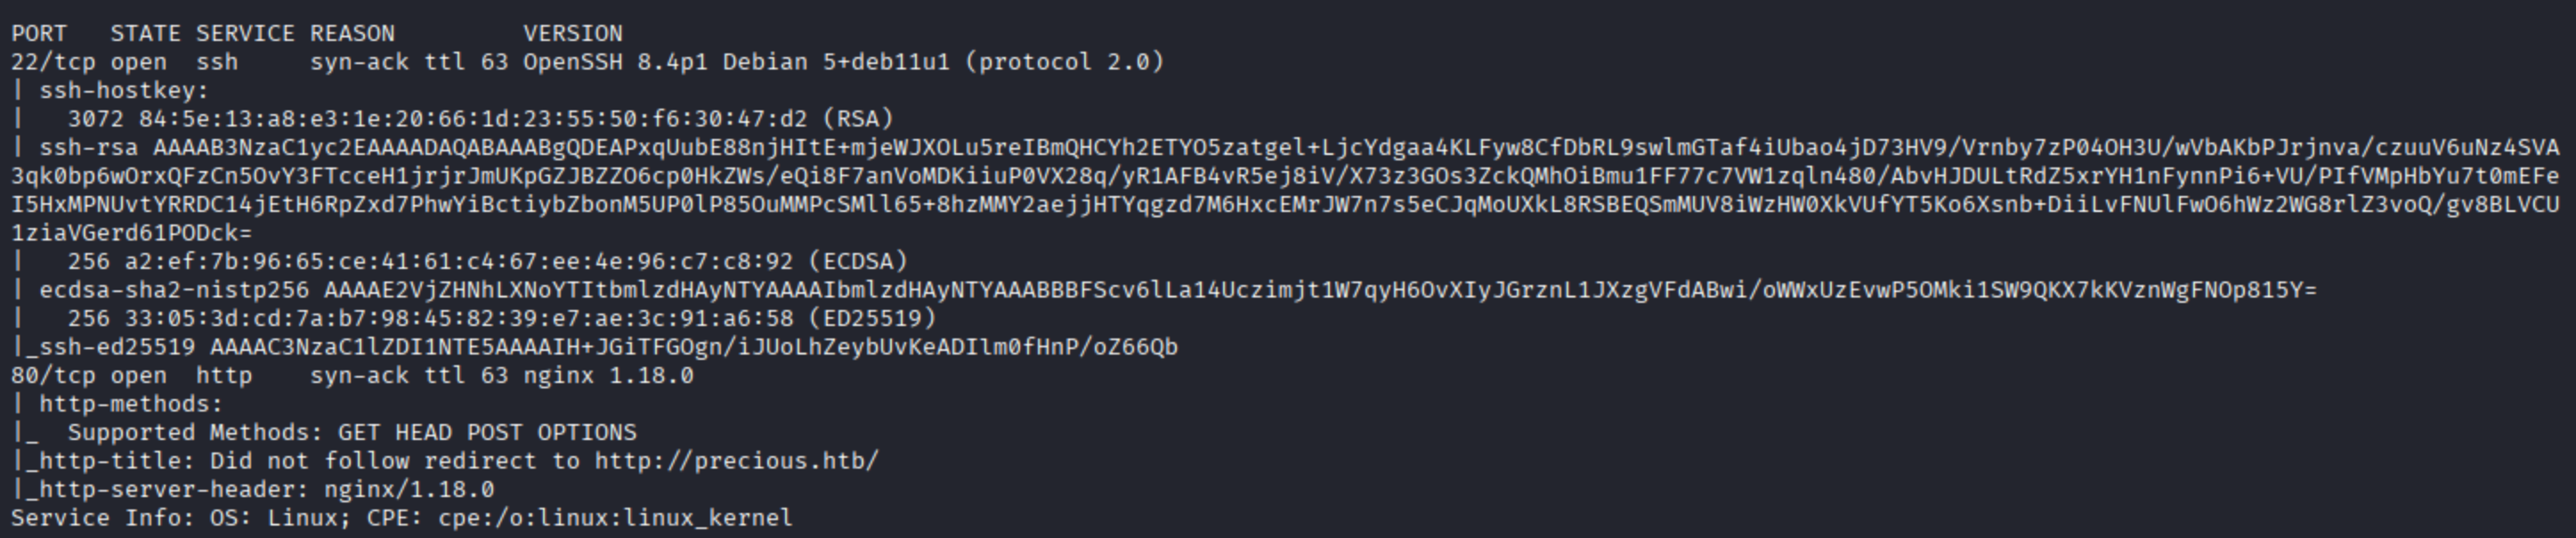 PORT   STATE SERVICE REASON         VERSION
22/tcp open  ssh     syn-ack ttl 63 OpenSSH 8.4p1 Debian 5+deb11u1 (protocol 2.0)
| ssh-hostkey:
|   3072 84:5e:13:a8:e3:1e:20:66:1d:23:55:50:f6:30:47:d2 (RSA)
| ssh-rsa AAAAB3NzaC1yc2EAAAADAQABAAABgQDEAPxqUubE88njHItE+mjeWJXOLu5reIBmQHCYh2ETYO5zatgel+LjcYdgaa4KLFyw8CfDbRL9swlmGTaf4iUbao4jD73HV9/Vrnby7zP04OH3U/wVbAKbPJrjnva/czuuV6uNz4SVA
3qk0bp6wOrxQFzCn5OvY3FTcceH1jrjrJmUKpGZJBZZO6cp0HkZWs/eQi8F7anVoMDKiiuP0VX28q/yR1AFB4vR5ej8iV/X73z3GOs3ZckQMhOiBmu1FF77c7VW1zqln480/AbvHJDULtRdZ5xrYH1nFynnPi6+VU/PIfVMpHbYu7t0mEFe
I5HxMPNUvtYRRDC14jEtH6RpZxd7PhwYiBctiybZbonM5UP0lP85OuMMPcSMll65+8hzMMY2aejjHTYqgzd7M6HxcEMrJW7n7s5eCJqMoUXkL8RSBEQSmMUV8iWzHW0XkVUfYT5Ko6Xsnb+DiiLvFNUlFwO6hWz2WG8rlZ3voQ/gv8BLVCU
1ziaVGerd61PODck=
|   256 a2:ef:7b:96:65:ce:41:61:c4:67:ee:4e:96:c7:c8:92 (ECDSA)
| ecdsa-sha2-nistp256 AAAAE2VjZHNhLXNoYTItbmlzdHAyNTYAAAAIbmlzdHAyNTYAAABBBFScv6lLa14Uczimjt1W7qyH6OvXIyJGrznL1JXzgVFdABwi/oWWxUzEvwP5OMki1SW9QKX7kKVznWgFNOp815Y=
|   256 33:05:3d:cd:7a:b7:98:45:82:39:e7:ae:3c:91:a6:58 (ED25519)
|_ssh-ed25519 AAAAC3NzaC1lZDI1NTE5AAAAIH+JGiTFGOgn/iJUoLhZeybUvKeADIlm0fHnP/oZ66Qb
80/tcp open  http    syn-ack ttl 63 nginx 1.18.0
| http-methods:
|_  Supported Methods: GET HEAD POST OPTIONS
|_http-title: Did not follow redirect to http://precious.htb/
|_http-server-header: nginx/1.18.0
Service Info: OS: Linux; CPE: cpe:/o:linux:linux_kernel